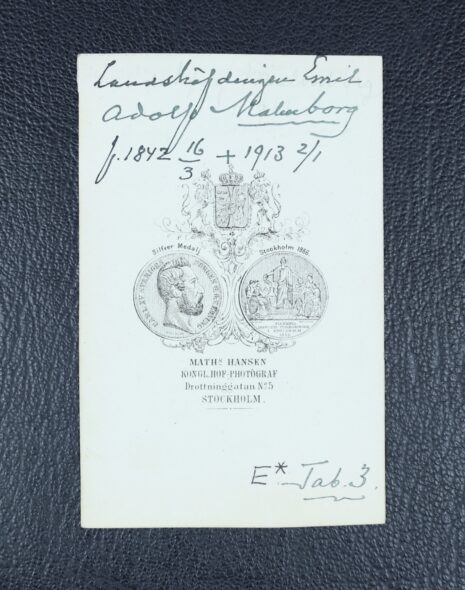 Landshöfdingen Emil
Adolf Malmborg
f. 1842 16/3 + 1913 2/1
Silfver Medalj
Stockholm 1866.
MATHS HANSEN
KONGL. HOF-PHOTOGRAF
Drottninggatan No 5
STOCKHOLM.
E* Tab. 3.